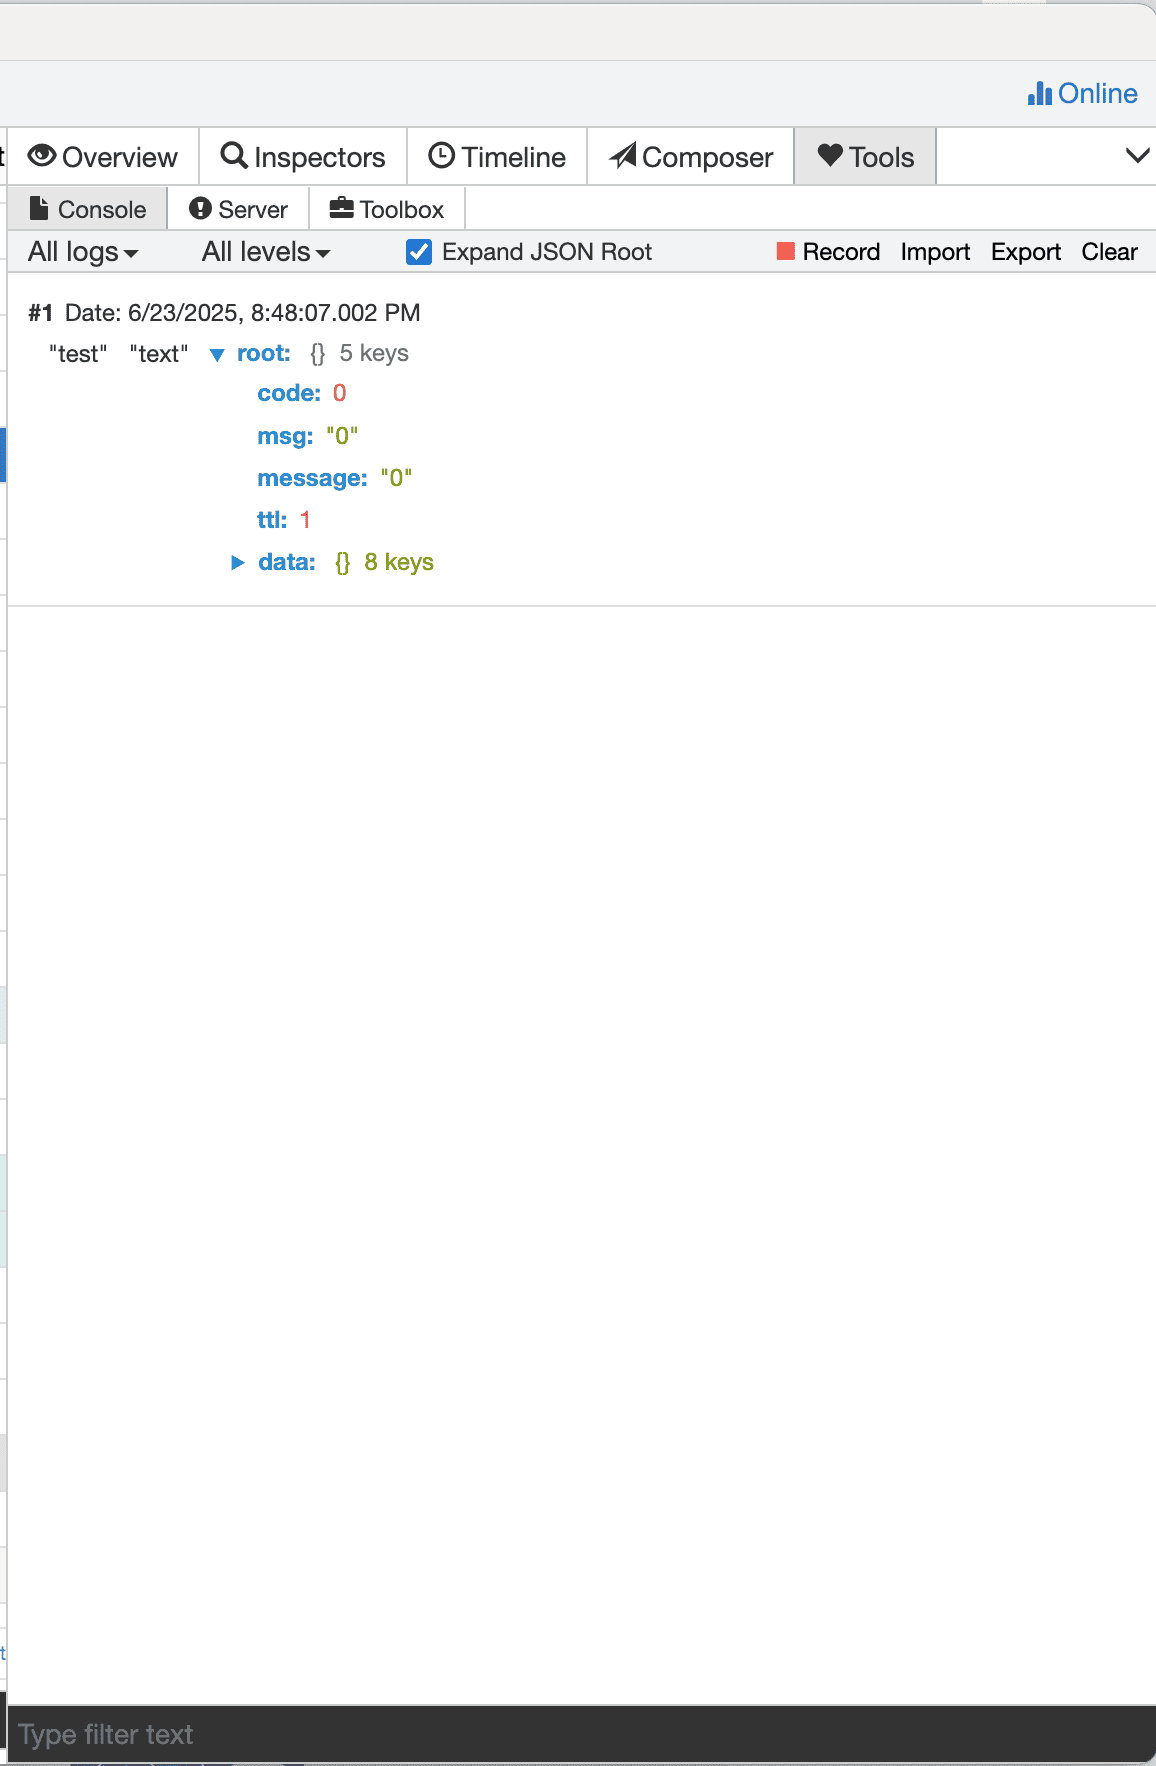 Online
t Overview Inspectors Timeline Composer Tools
Console Server Toolbox
All logs All levels Expand JSON Root Record Import Export Clear
#1 Date: 6/23/2025, 8:48:07.002 PM
"test" "text" root: {} 5 keys
code: 0
msg: "0"
message: "0"
ttl: 1
data: {} 8 keys
t
Type filter text